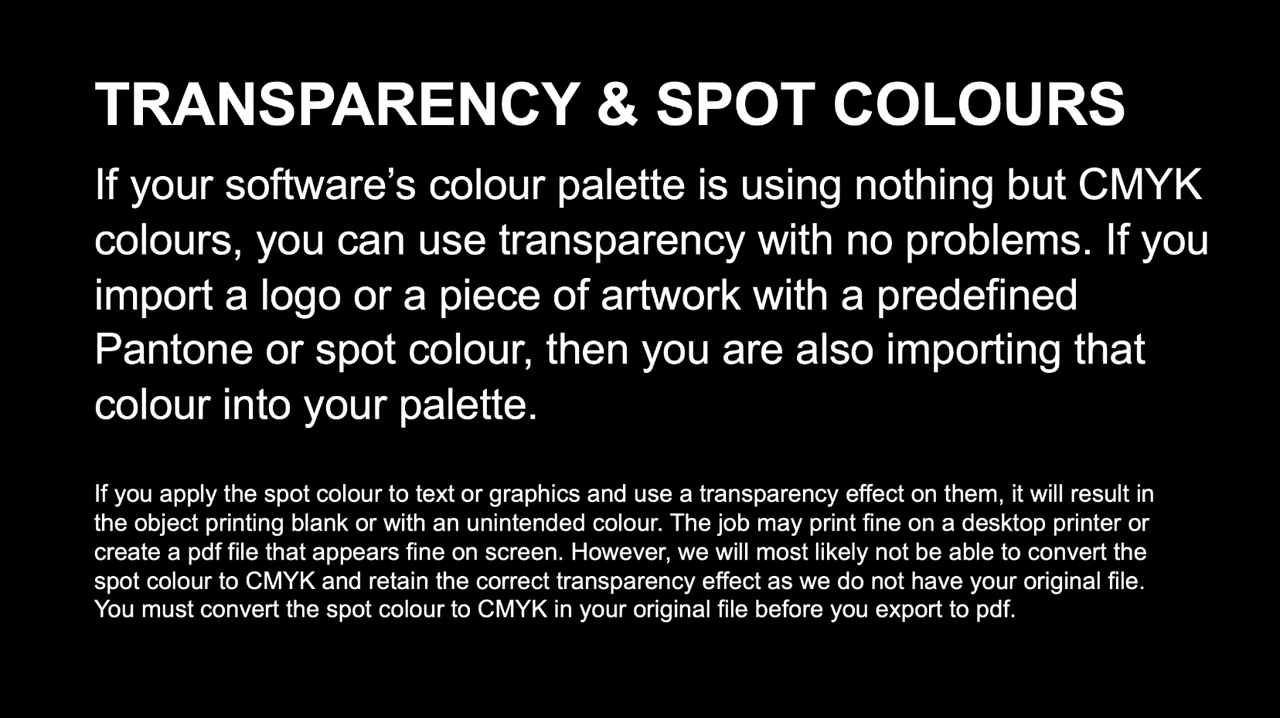 TRANSPARENCY & SPOT COLOURS
If your software’s colour palette is using nothing but CMYK
colours, you can use transparency with no problems. If you
import a logo or a piece of artwork with a predefined
Pantone or spot colour, then you are also importing that
colour into your palette.
If you apply the spot colour to text or graphics and use a transparency effect on them, it will result in
the object printing blank or with an unintended colour. The job may print fine on a desktop printer or
create a pdf file that appears fine on screen. However, we will most likely not be able to convert the
spot colour to CMYK and retain the correct transparency effect as we do not have your original file.
You must convert the spot colour to CMYK in your original file before you export to pdf.